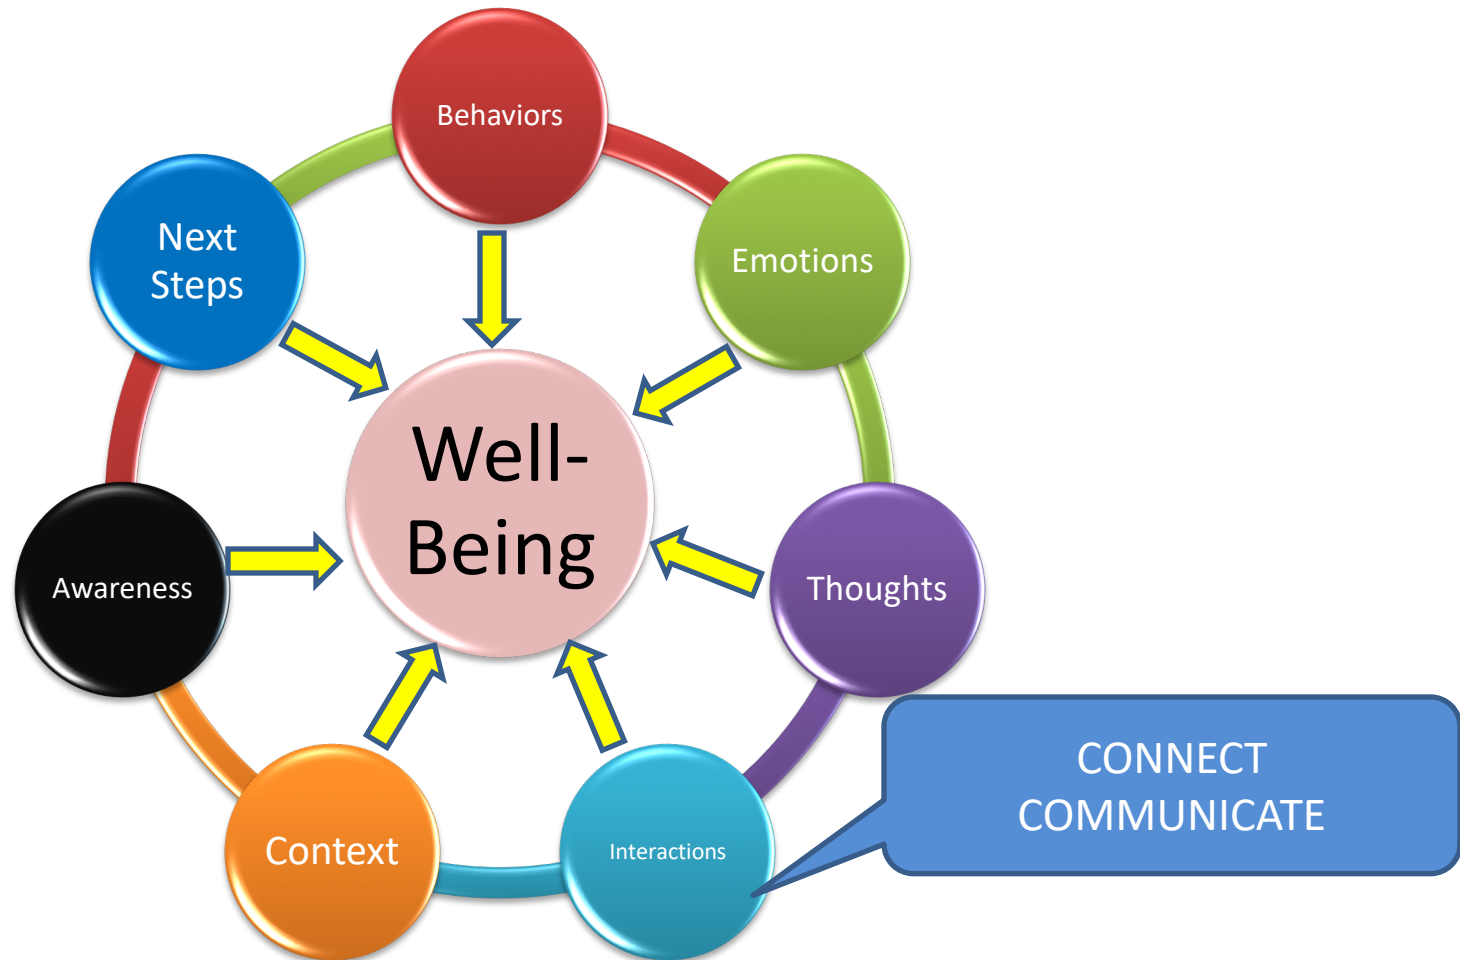 Behaviors
Next
Steps
Emotions
Well-
Being
Awareness
Thoughts
CONNECT
COMMUNICATE
Context
Interactions